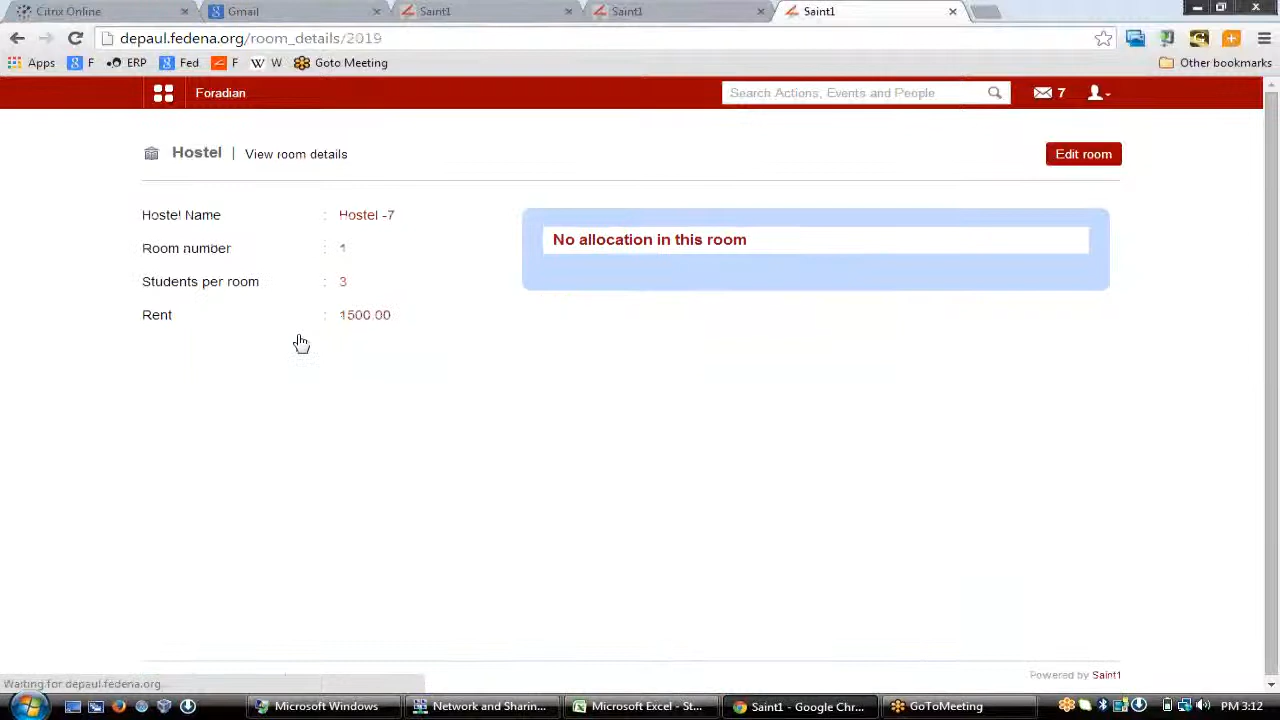 Citrix Online
Gmail
Saint1
Saint1
Saint1
depaul.fedena.org/room_details/2019
Apps
F
ERP
Fed
F
W
Goto Meeting
Other bookmarks
Foradian
Search Actions, Events and People
7
Hostel | View room details
Edit room
Hostel Name : Hostel -7
Room number : 1
Students per room : 3
Rent : 1500.00
No allocation in this room
Powered by Saint1
Waiting for depaul.fedena.org...
Microsoft Windows
Network and Sharin...
Microsoft Excel - St...
Saint1 - Google Chr...
GoToMeeting
PM 3:12